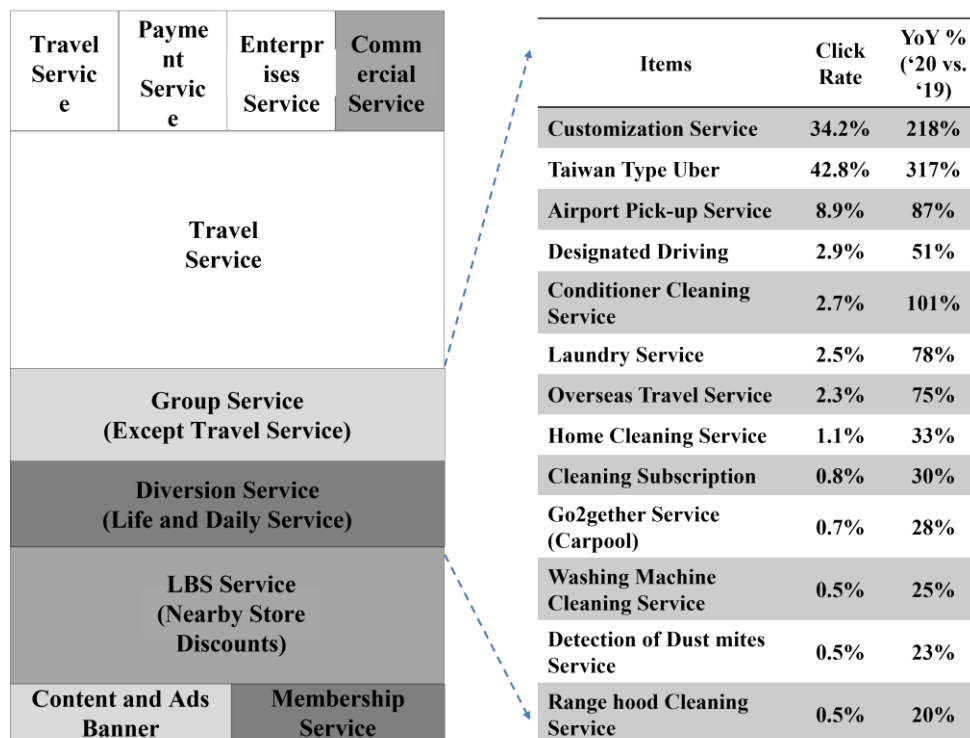 Travel
Servic
e
Payme
nt
Servic
e
Enterpr
ises
Service
Comm
ercial
Service
Travel
Service
Group Service
(Except Travel Service)
Diversion Service
(Life and Daily Service)
LBS Service
(Nearby Store
Discounts)
Content and Ads
Banner
Membership
Service
Items
Click
Rate
YoY %
(‘20 vs.
‘19)
Customization Service 34.2% 218%
Taiwan Type Uber 42.8% 317%
Airport Pick-up Service 8.9% 87%
Designated Driving 2.9% 51%
Conditioner Cleaning
Service 2.7% 101%
Laundry Service 2.5% 78%
Overseas Travel Service 2.3% 75%
Home Cleaning Service 1.1% 33%
Cleaning Subscription 0.8% 30%
Go2gether Service
(Carpool) 0.7% 28%
Washing Machine
Cleaning Service 0.5% 25%
Detection of Dust mites
Service 0.5% 23%
Range hood Cleaning
Service 0.5% 20%